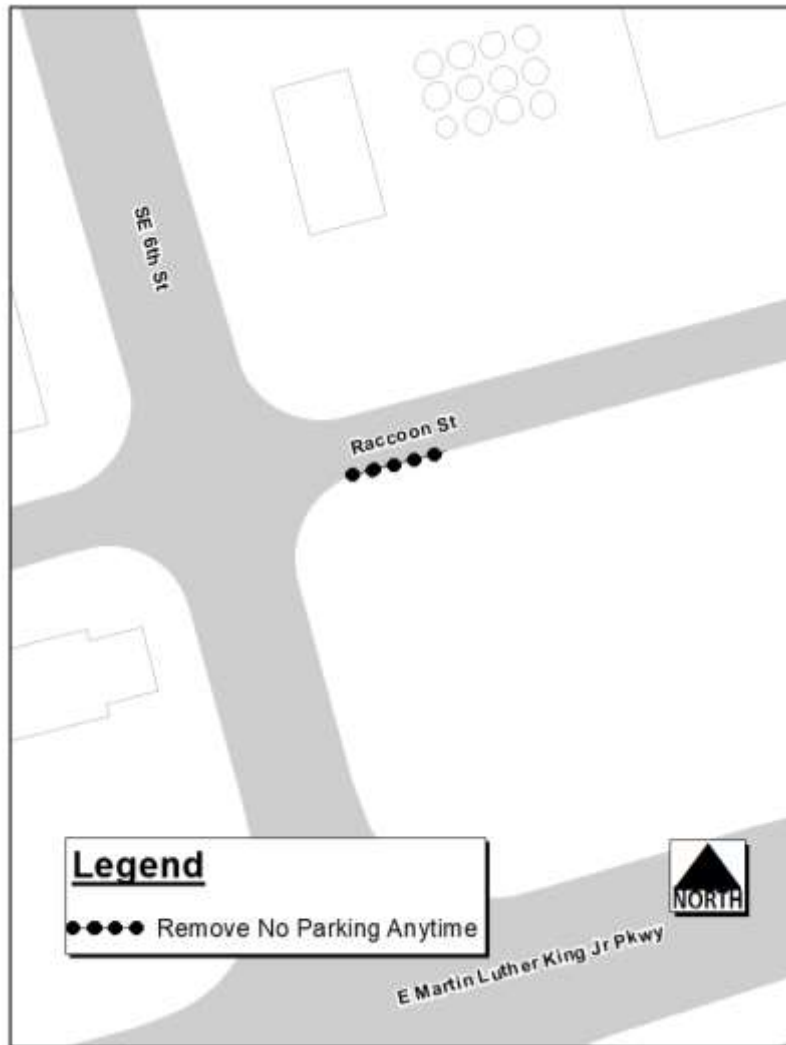 SE 6th St
Raccoon St
Legend
Remove No Parking Anytime
NORTH
E Martin Luther King Jr Pkwy